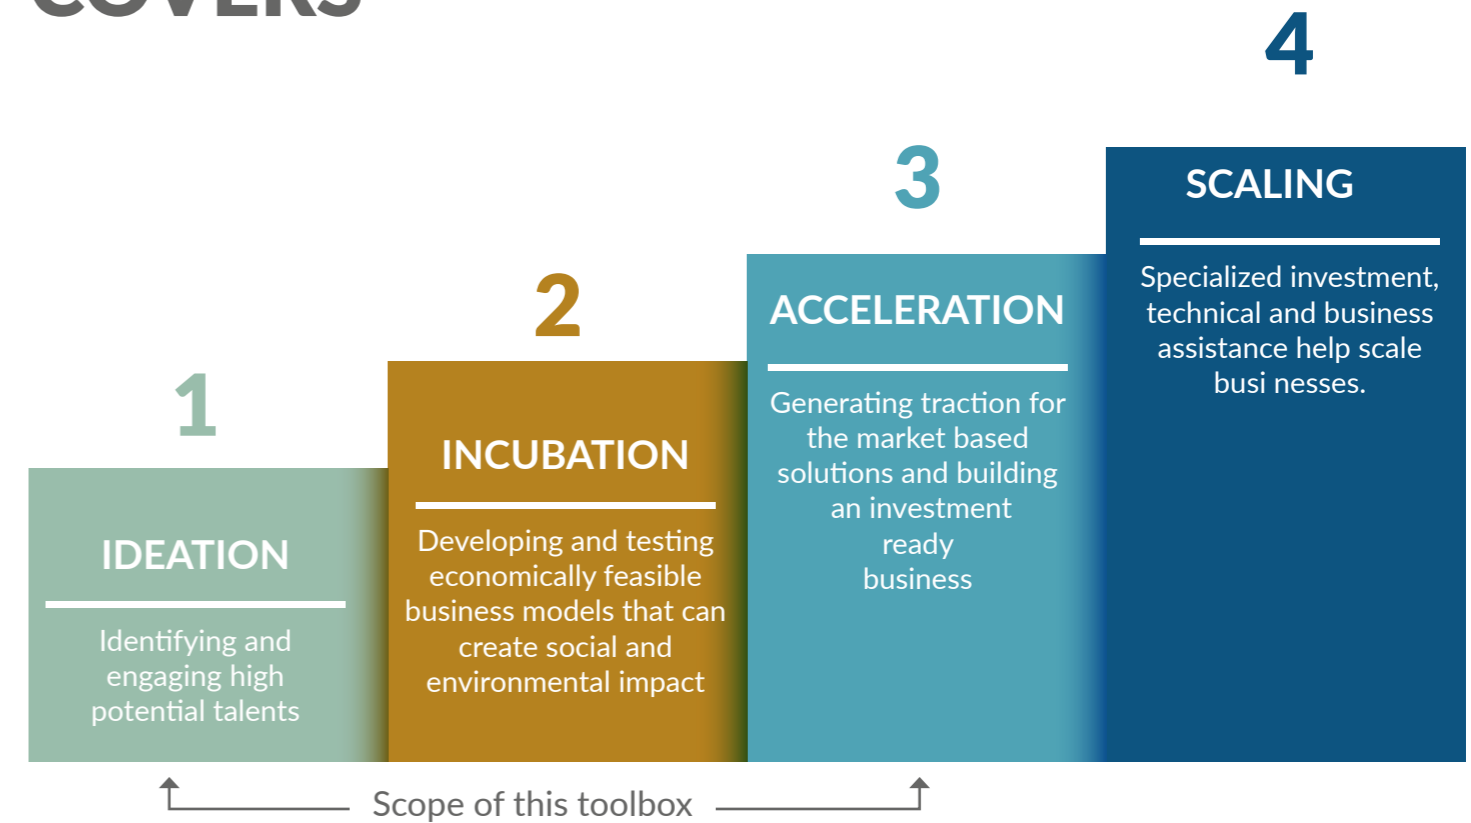 COVERS
1
IDEATION
Identifying and
engaging high
potential talents
2
INCUBATION
Developing and testing
economically feasible
business models that can
create social and
environmental impact
3
ACCELERATION
Generating traction for
the market based
solutions and building
an investment
ready
business
4
SCALING
Specialized investment,
technical and business
assistance help scale
busi nesses.
Scope of this toolbox